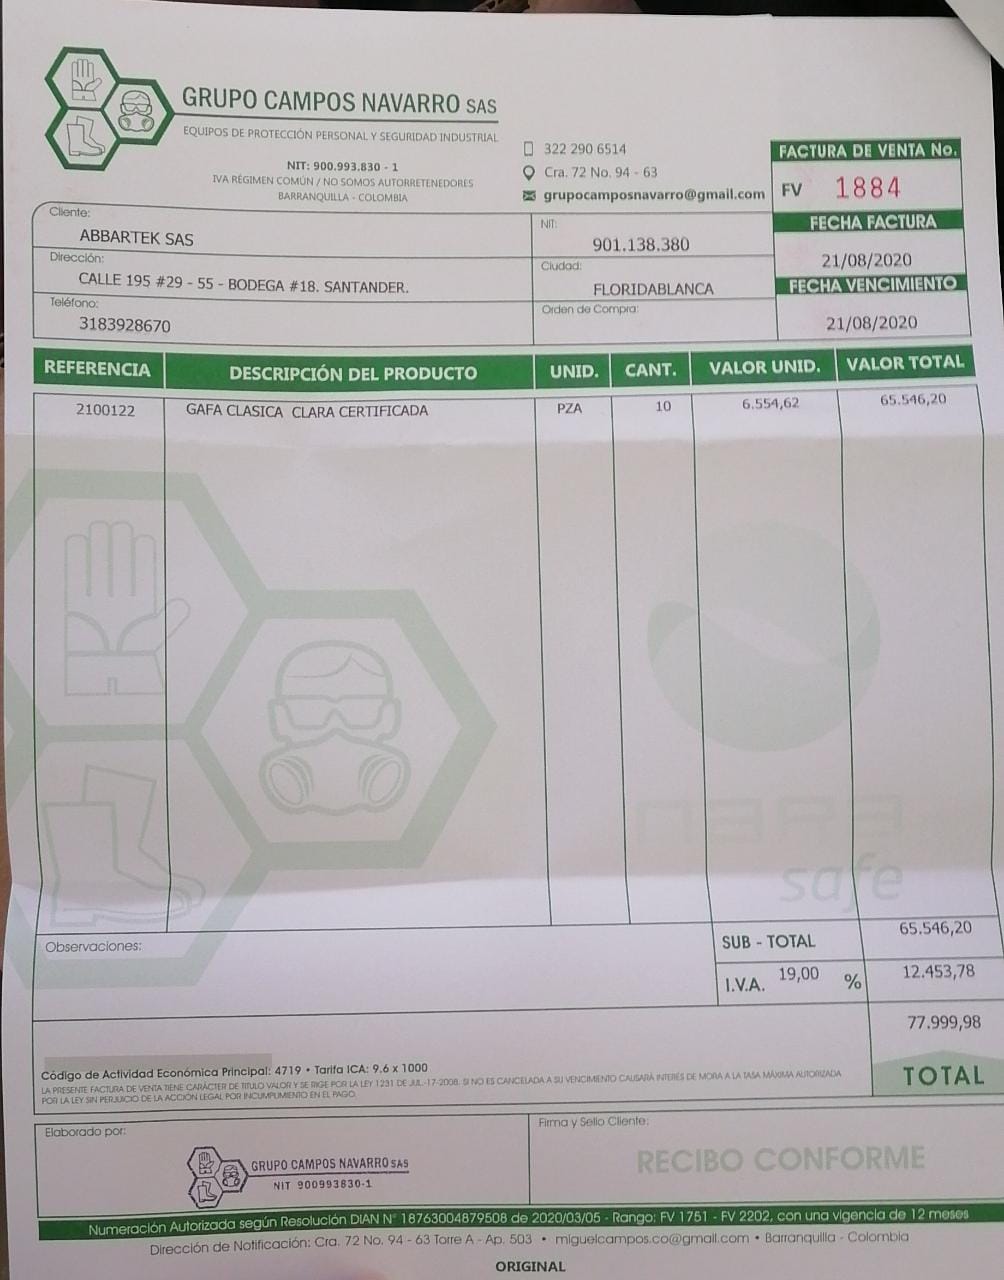 GRUPO CAMPOS NAVARRO SAS
EQUIPOS DE PROTECCIÓN PERSONAL Y SEGURIDAD INDUSTRIAL
NIT: 900.993.830 - 1
IVA RÉGIMEN COMÚN / NO SOMOS AUTORRETENEDORES
BARRANQUILLA - COLOMBIA
322 290 6514
Cra. 72 No. 94 - 63
grupocamposnavarro@gmail.com
FACTURA DE VENTA No.
FV 1884
FECHA FACTURA
21/08/2020
FECHA VENCIMIENTO
21/08/2020
Cliente:
ABBARTEK SAS
NIT:
901.138.380
Dirección:
CALLE 195 #29 - 55 - BODEGA #18. SANTANDER.
Ciudad:
FLORIDABLANCA
Teléfono:
3183928670
Orden de Compra:
REFERENCIA DESCRIPCIÓN DEL PRODUCTO UNID. CANT. VALOR UNID. VALOR TOTAL
2100122 GAFA CLASICA CLARA CERTIFICADA PZA 10 6.554,62 65.546,20
nara
safe
Observaciones:
SUB - TOTAL 65.546,20
I.V.A. 19,00 % 12.453,78
77.999,98
TOTAL
Código de Actividad Económica Principal: 4719 • Tarifa ICA: 9.6 x 1000
LA PRESENTE FACTURA DE VENTA TIENE CARÁCTER DE TITULO VALOR Y SE RIGE POR LA LEY 1231 DE JUL-17-2008. SI NO ES CANCELADA A SU VENCIMIENTO CAUSARÁ INTERÉS DE MORA A LA TASA MÁXIMA AUTORIZADA
POR LA LEY SIN PERJUICIO DE LA ACCIÓN LEGAL POR INCUMPLIMIENTO EN EL PAGO.
Elaborado por:
GRUPO CAMPOS NAVARRO SAS
NIT 900993830-1
Firma y Sello Cliente:
RECIBO CONFORME
Numeración Autorizada según Resolución DIAN N° 18763004879508 de 2020/03/05 - Rango: FV 1751 - FV 2202, con una vigencia de 12 meses
Dirección de Notificación: Cra. 72 No. 94 - 63 Torre A - Ap. 503 • miguelcampos.co@gmail.com • Barranquilla - Colombia
ORIGINAL